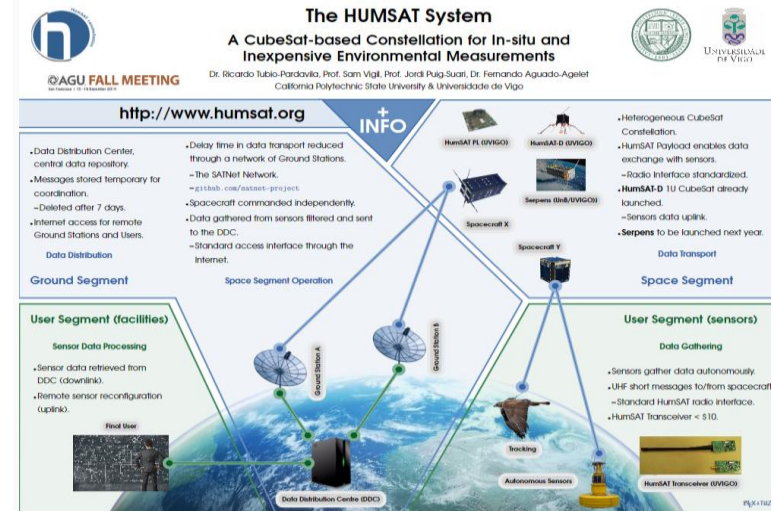 The HUMSAT System
A CubeSat-based Constellation for In-situ and
Inexpensive Environmental Measurements
Dr. Ricardo Tubio-Pardavila, Prof. Sam Vigil, Prof. Jordi Puig-Suari, Dr. Fernando Aguado-Agelet
California Polytechnic State University & Universidade de Vigo
AGU FALL MEETING
UNIVERSIDADE
DE VIGO
http://www.humsat.org
+
INFO
•Data Distribution Center,
central data repository.
•Messages stored temporary for
coordination.
–Deleted after 7 days.
•Internet access for remote
Ground Stations and Users.
Data Distribution
Ground Segment
•Delay time in data transport reduced
through a network of Ground Stations.
–The SATNet Network.
–github.com/satnet-project
•Spacecraft commanded independently.
•Data gathered from sensors filtered and sent
to the DDC.
–Standard access interface through the
Internet.
Space Segment Operation
HumSAT PL (UVIGO)
HumSAT-D (UVIGO)
Serpens (UnB/UVIGO)
Spacecraft X
Spacecraft Y
•Heterogeneous CubeSat
Constellation.
•HumSAT Payload enables data
exchange with sensors.
–Radio Interface standardized.
•HumSAT-D 1U CubeSat already
launched.
–Sensors data uplink.
•Serpens to be launched next year.
Data Transport
Space Segment
User Segment (facilities)
Sensor Data Processing
•Sensor data retrieved from
DDC (downlink).
•Remote sensor reconfiguration
(uplink).
Final User
Ground Station A
Ground Station B
Data Distribution Centre (DDC)
Tracking
Autonomous Sensors
User Segment (sensors)
Data Gathering
•Sensors gather data autonomously.
•UHF short messages to/from spacecraft
–Standard HumSAT radio interface.
•HumSAT Transceiver < $10.
HumSAT Transceiver (UVIGO)